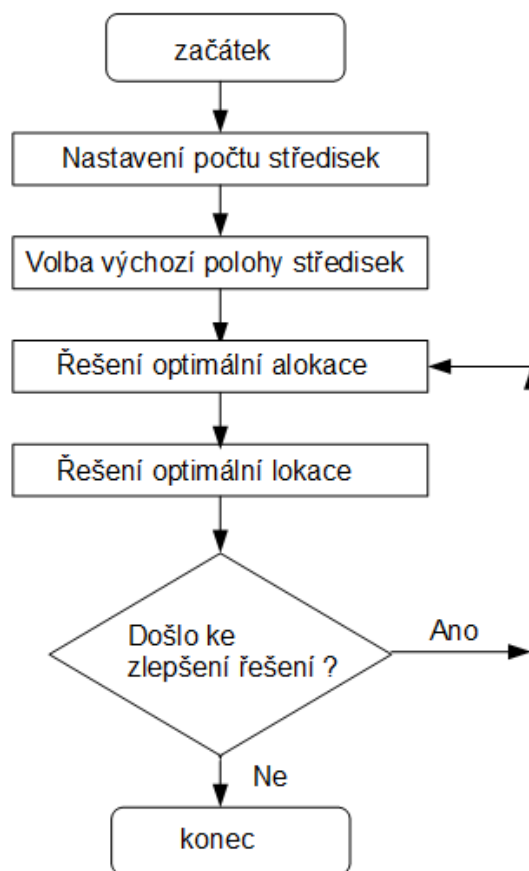 začátek
Nastavení počtu středisek
Volba výchozí polohy středisek
Řešení optimální alokace
Řešení optimální lokace
Došlo ke
zlepšení řešení ?
Ano
Ne
konec